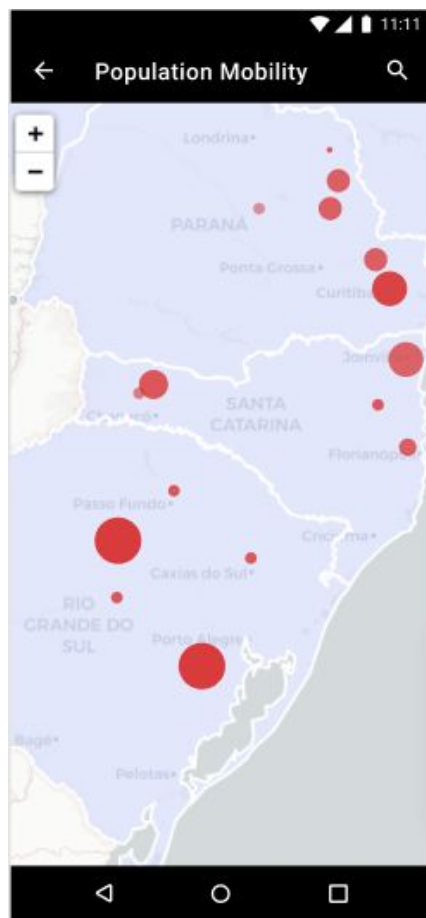 11:11
Population Mobility
+
−
Londrina
PARANÁ
Ponta Grossa
Curitiba
Joinville
Chapecó
SANTA
CATARINA
Florianópolis
Passo Fundo
Criciúma
Caxias do Sul
RIO
GRANDE DO
SUL
Porto Alegre
Bagé
Pelotas